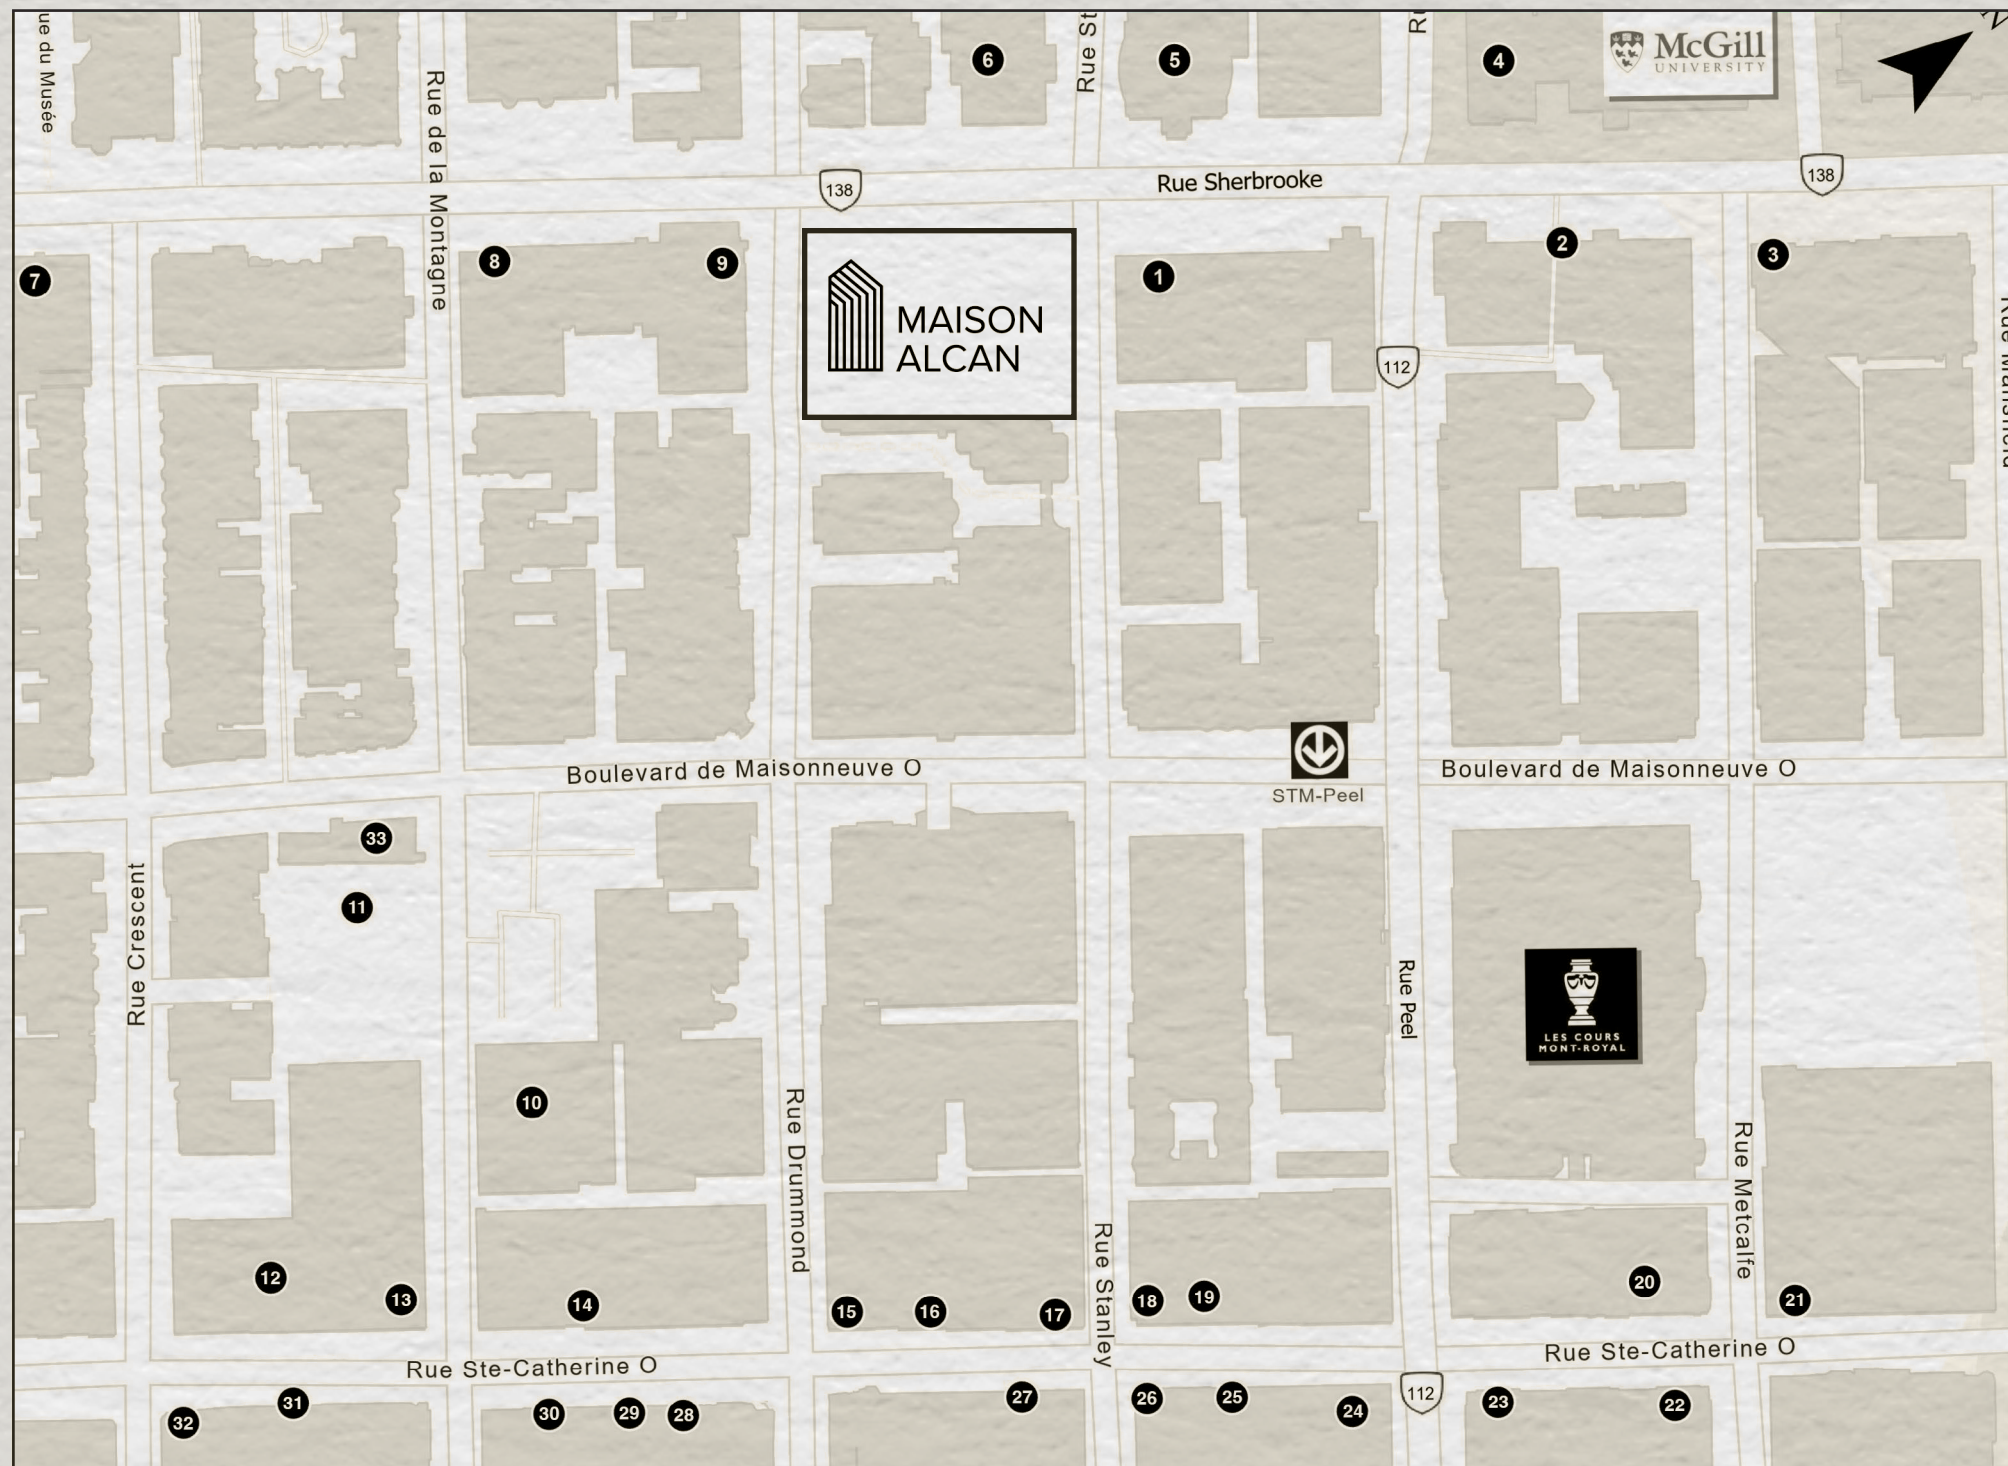 ue du Musée
Rue de la Montagne
6
Rue St
5
4
McGill
UNIVERSITY
138
Rue Sherbrooke
138
7
8
9
MAISON
ALCAN
1
2
3
112
Rue Mansfield
Boulevard de Maisonneuve O
STM-Peel
Boulevard de Maisonneuve O
33
11
Rue Crescent
Rue Peel
LES COURS
MONT-ROYAL
10
Rue Drummond
Rue Stanley
Rue Metcalfe
12
13
14
15
16
17
18
19
20
21
Rue Ste-Catherine O
Rue Ste-Catherine O
32
31
30
29
28
27
26
25
24
112
23
22